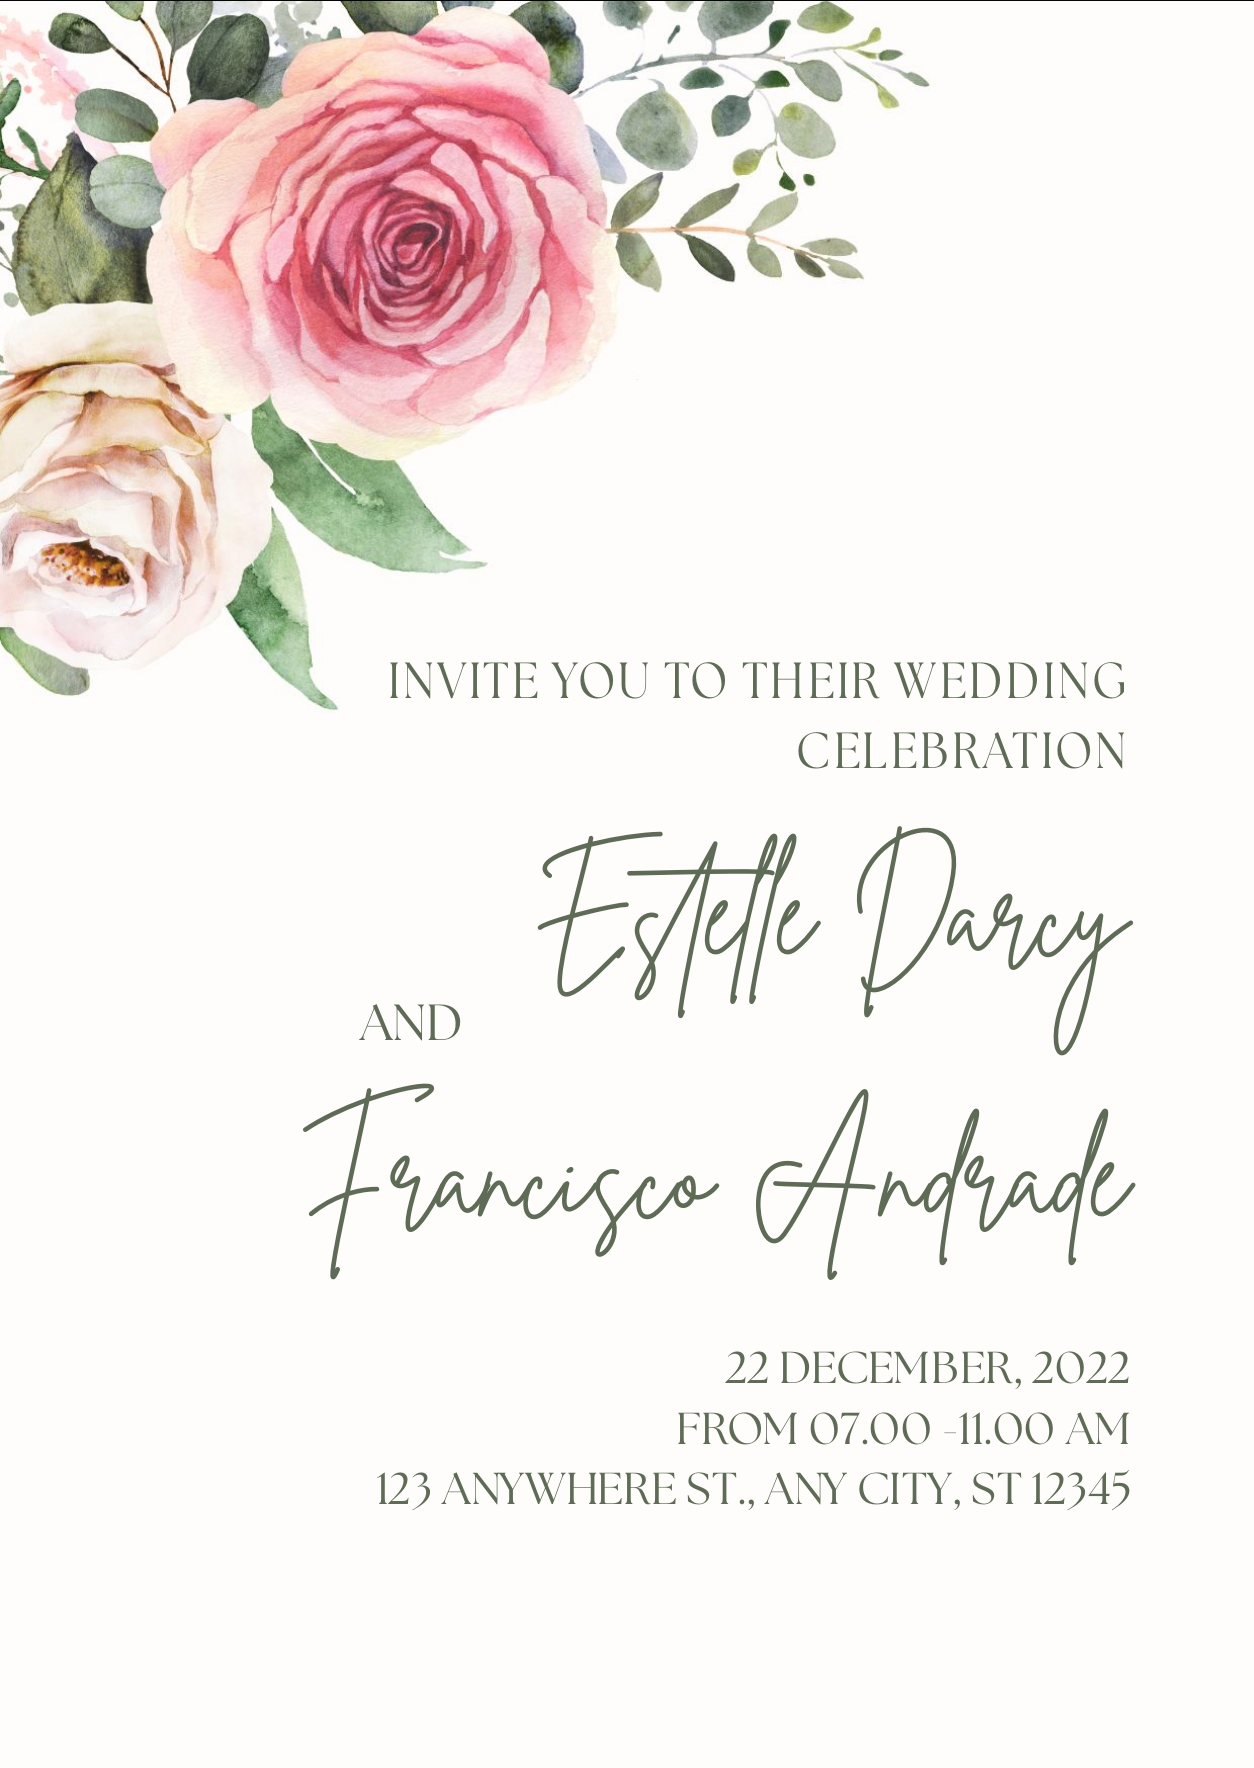 INVITE YOU TO THEIR WEDDING
CELEBRATION
Estelle Darcy
AND
Francisco Andrade
22 DECEMBER, 2022
FROM 07.00 -11.00 AM
123 ANYWHERE ST., ANY CITY, ST 12345